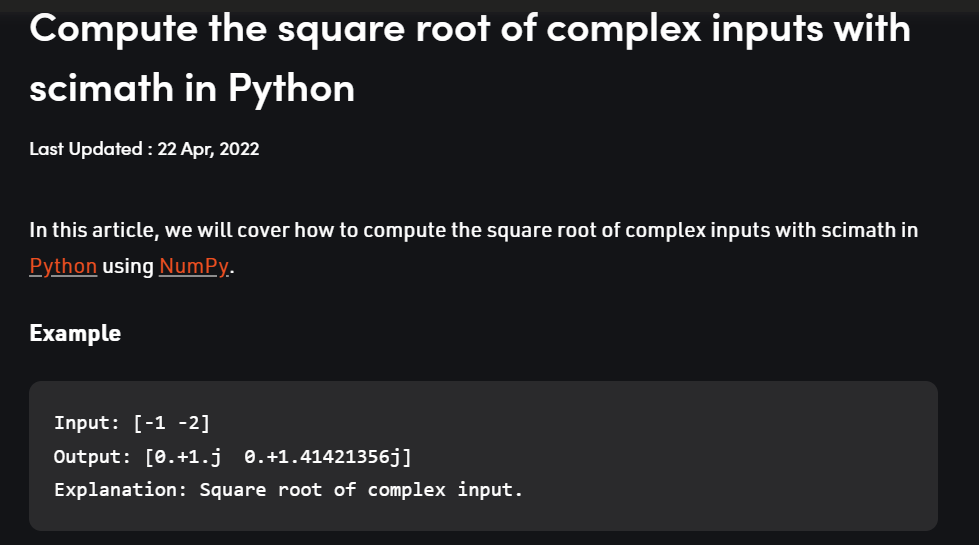 Compute the square root of complex inputs with
scimath in Python
Last Updated : 22 Apr, 2022
In this article, we will cover how to compute the square root of complex inputs with scimath in
Python using NumPy.
Example
Input: [-1 -2]
Output: [0.+1.j  0.+1.41421356j]
Explanation: Square root of complex input.